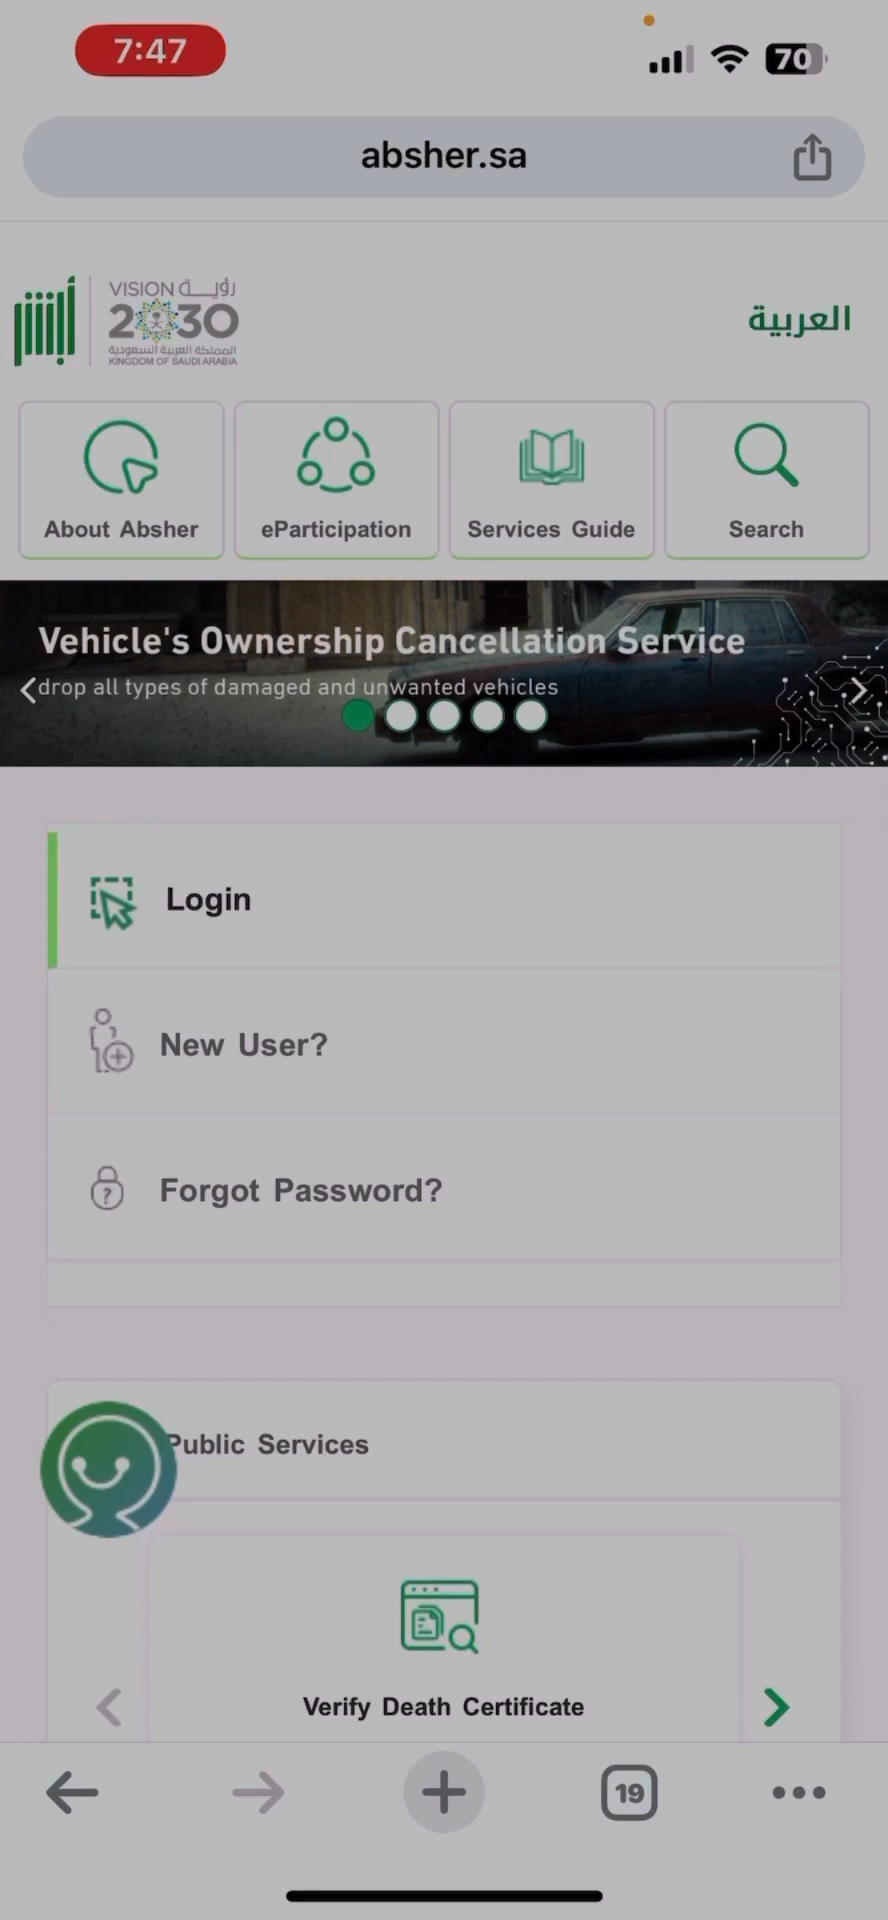 7:47
70
absher.sa
أبشر
VISION رؤيـــة
2030
المملكة العربية السعودية
KINGDOM OF SAUDI ARABIA
العربية
About Absher
eParticipation
Services Guide
Search
Vehicle's Ownership Cancellation Service
drop all types of damaged and unwanted vehicles
Login
New User?
Forgot Password?
Public Services
Verify Death Certificate
19